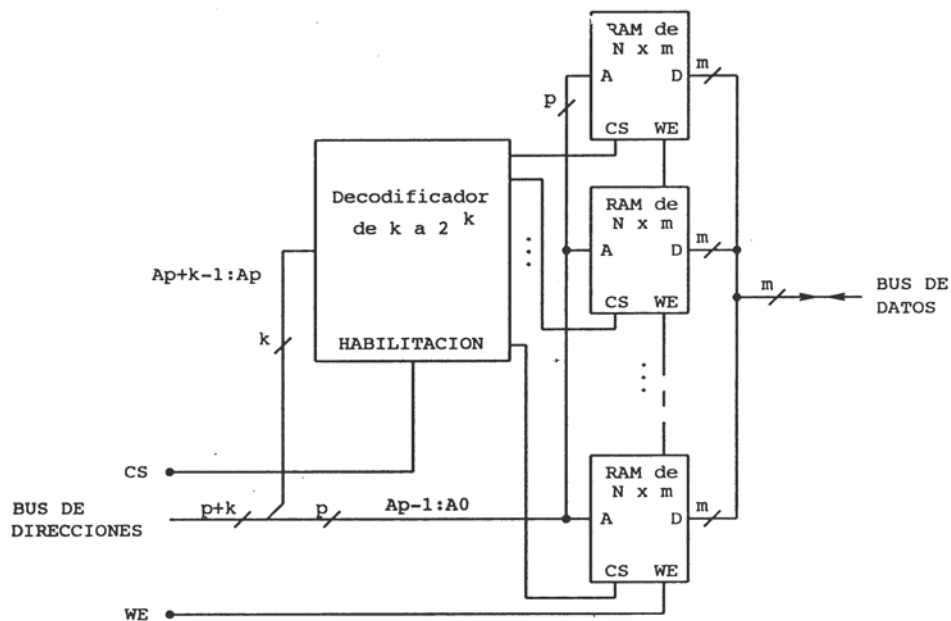 RAM de
N x m
A
D
m
CS
WE
p
Decodificador
de k a 2 k
HABILITACION
Ap+k-1:Ap
k
RAM de
N x m
A
D
m
CS
WE
m
BUS DE
DATOS
CS
BUS DE
DIRECCIONES
p+k
p
Ap-1:A0
RAM de
N x m
A
D
m
CS
WE
WE